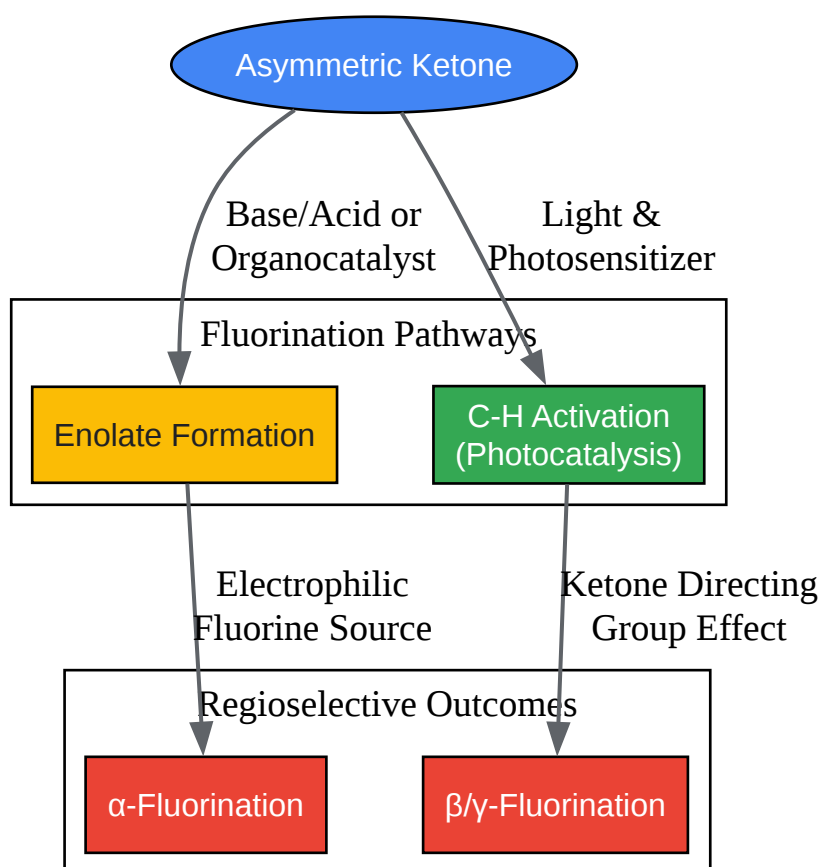 Asymmetric Ketone
Base/Acid or
Organocatalyst
Light &
Photosensitizer
Fluorination Pathways
Enolate Formation
C-H Activation
(Photocatalysis)
Electrophilic
Fluorine Source
Ketone Directing
Group Effect
Regioselective Outcomes
α-Fluorination
β/γ-Fluorination